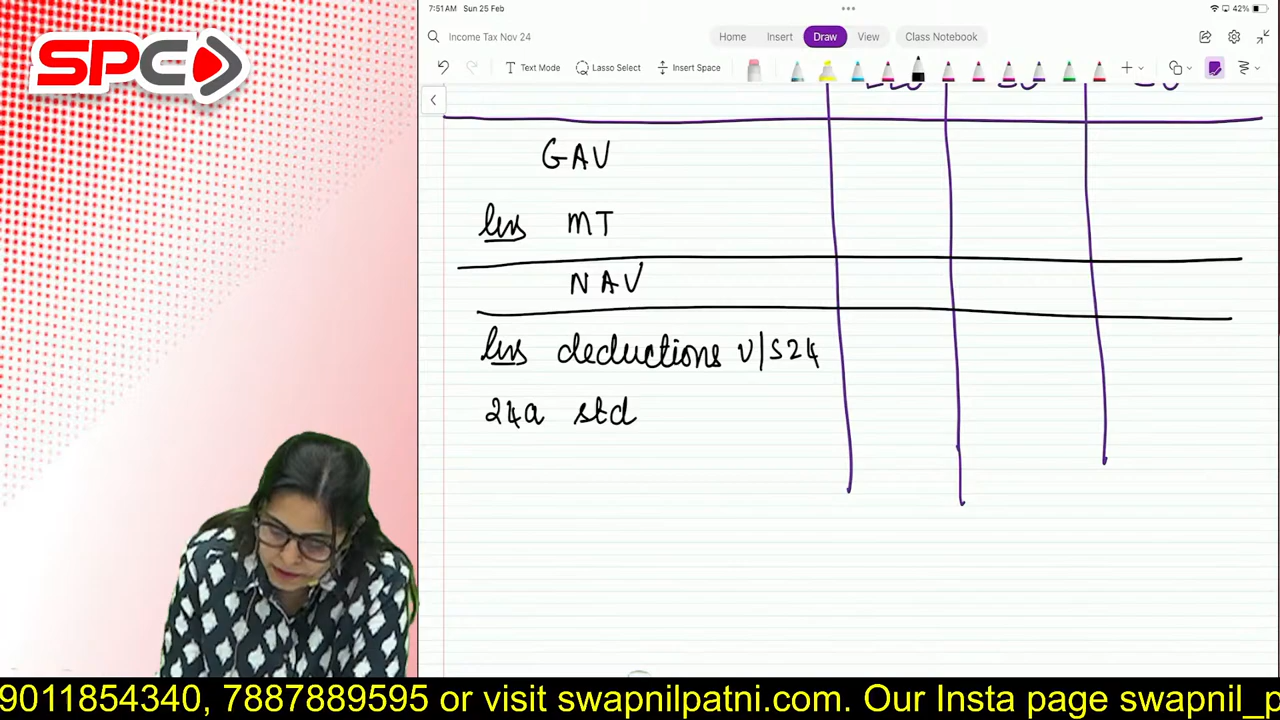 7:51 AM Sun 25 Feb
42%
Income Tax Nov 24
Home Insert Draw View Class Notebook
Text Mode Lasso Select Insert Space
SPC
GAV
less MT
NAV
less deductions u/s 24
24a std
9011854340, 7887889595 or visit swapnilpatni.com. Our Insta page swapnil_p